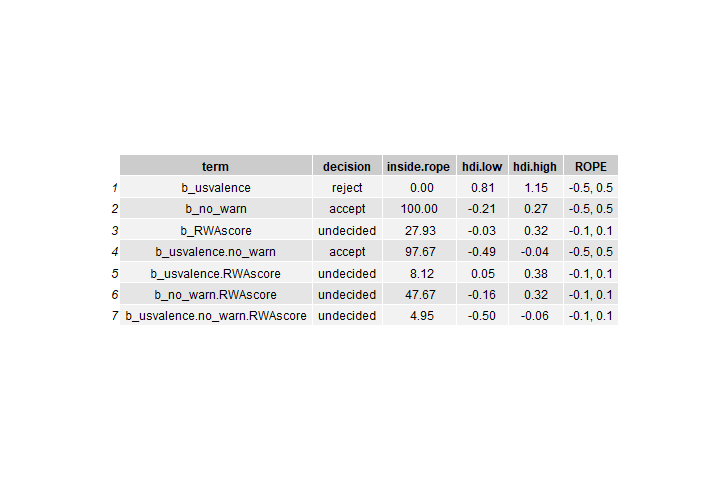 term decision inside.rope hdi.low hdi.high ROPE
1 b_usvalence reject 0.00 0.81 1.15 -0.5, 0.5
2 b_no_warn accept 100.00 -0.21 0.27 -0.5, 0.5
3 b_RWAscore undecided 27.93 -0.03 0.32 -0.1, 0.1
4 b_usvalence.no_warn accept 97.67 -0.49 -0.04 -0.5, 0.5
5 b_usvalence.RWAscore undecided 8.12 0.05 0.38 -0.1, 0.1
6 b_no_warn.RWAscore undecided 47.67 -0.16 0.32 -0.1, 0.1
7 b_usvalence.no_warn.RWAscore undecided 4.95 -0.50 -0.06 -0.1, 0.1